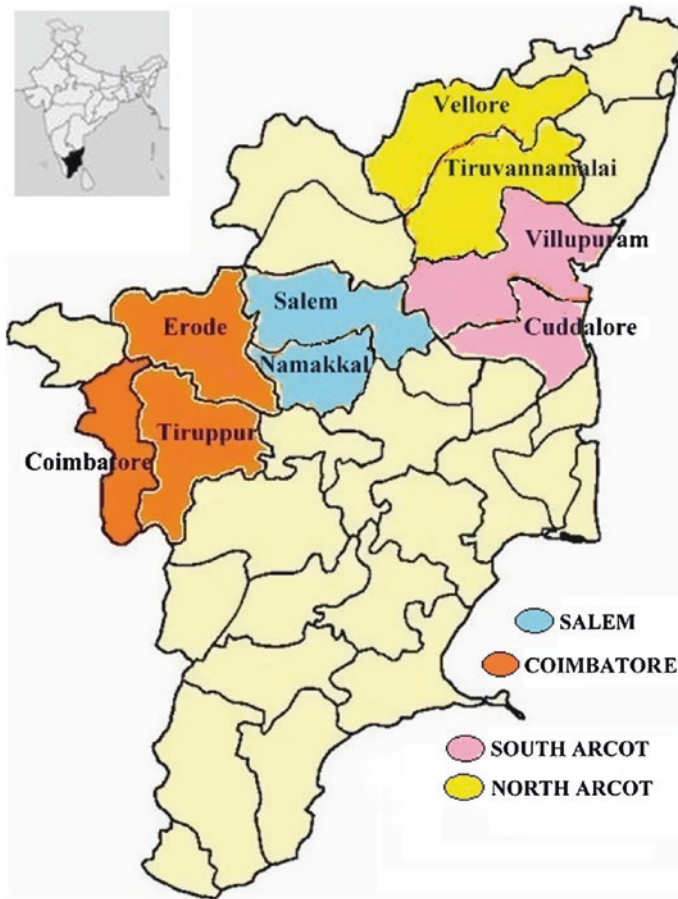 Vellore
Tiruvannamalai
Villupuram
Salem
Erode
Cuddalore
Namakkal
Tiruppur
Coimbatore
SALEM
COIMBATORE
SOUTH ARCOT
NORTH ARCOT